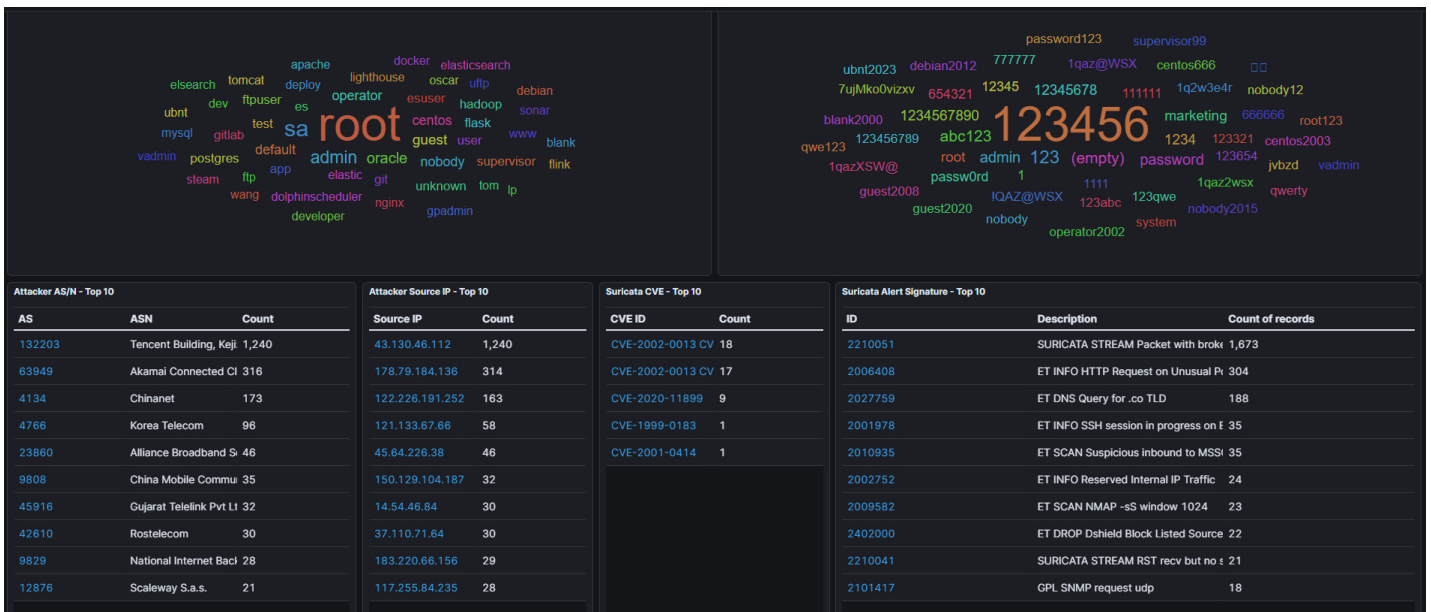 apache docker elasticsearch
elsearch tomcat deploy lighthouse oscar uftp debian
dev ftpuser es operator esuser hadoop sonar
ubnt test sa root centos flask www
mysql gitlab guest user blank
vadmin postgres default admin oracle nobody supervisor flink
steam ftp app elastic git unknown tom lp
wang dolphinscheduler nginx gpadmin
developer
password123 supervisor99
ubnt2023 debian2012 777777 1qaz@WSX centos666
7ujMko0vizxv 654321 12345 12345678 111111 1q2w3e4r nobody12
blank2000 1234567890 123456 marketing 666666 root123
qwe123 123456789 abc123 1234 123321 centos2003
1qazXSW@ root admin 123 (empty) password 123654 jvbzd vadmin
guest2008 passw0rd 1 1111 1qaz2wsx qwerty
guest2020 !QAZ@WSX 123abc 123qwe nobody2015
nobody operator2002 system
Attacker AS/N - Top 10
AS ASN Count
132203 Tencent Building, Keji 1,240
63949 Akamai Connected Cl 316
4134 Chinanet 173
4766 Korea Telecom 96
23860 Alliance Broadband S 46
9808 China Mobile Commu 35
45916 Gujarat Telelink Pvt Lt 32
42610 Rostelecom 30
9829 National Internet Back 28
12876 Scaleway S.a.s. 21
Attacker Source IP - Top 10
Source IP Count
43.130.46.112 1,240
178.79.184.136 314
122.226.191.252 163
121.133.67.66 58
45.64.226.38 46
150.129.104.187 32
14.54.46.84 30
37.110.71.64 30
183.220.66.156 29
117.255.84.235 28
Suricata CVE - Top 10
CVE ID Count
CVE-2002-0013 CV 18
CVE-2002-0013 CV 17
CVE-2020-11899 9
CVE-1999-0183 1
CVE-2001-0414 1
Suricata Alert Signature - Top 10
ID Description Count of records
2210051 SURICATA STREAM Packet with broke 1,673
2006408 ET INFO HTTP Request on Unusual Po 304
2027759 ET DNS Query for .co TLD 188
2001978 ET INFO SSH session in progress on E 35
2010935 ET SCAN Suspicious inbound to MSS 35
2002752 ET INFO Reserved Internal IP Traffic 24
2009582 ET SCAN NMAP -sS window 1024 23
2402000 ET DROP Dshield Block Listed Source 22
2210041 SURICATA STREAM RST recv but no s 21
2101417 GPL SNMP request udp 18